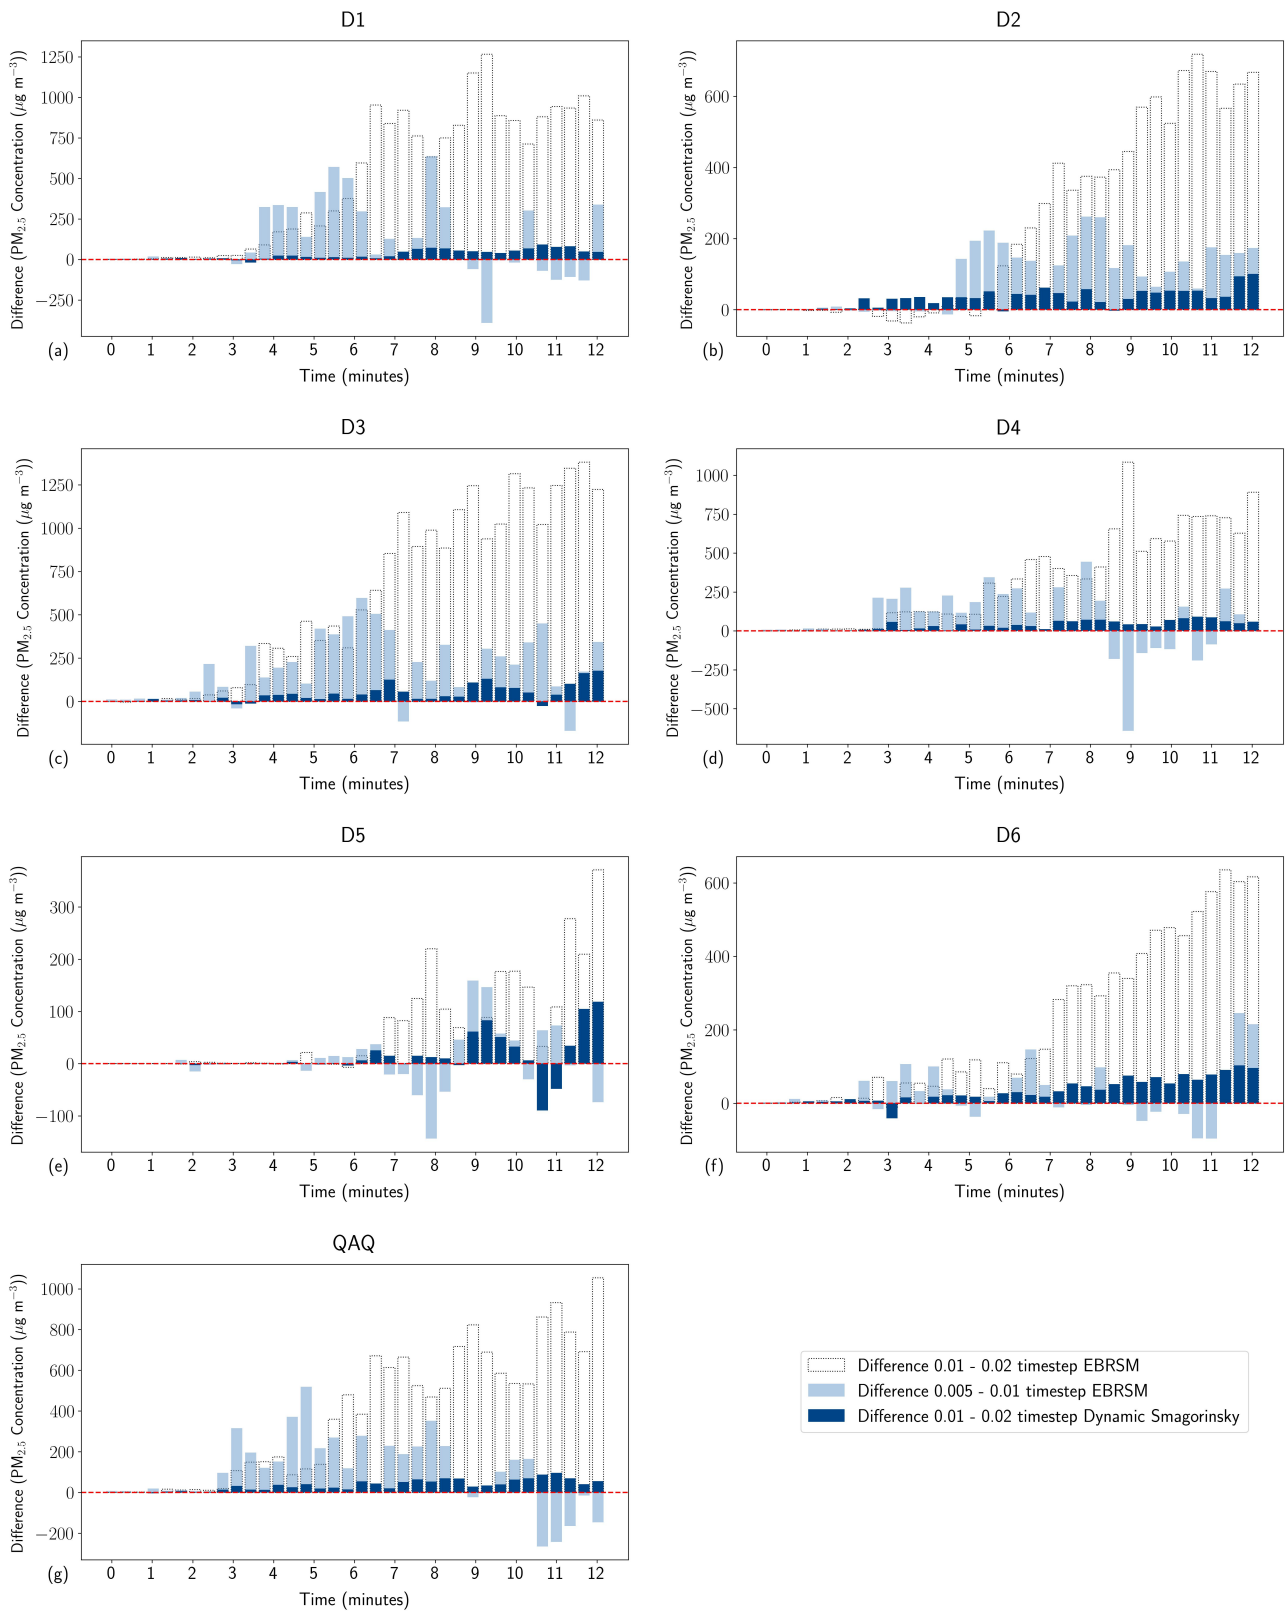 D1
Difference (PM2.5 Concentration (μg m−3))
1250
1000
750
500
250
0
−250
0 1 2 3 4 5 6 7 8 9 10 11 12
(a)
Time (minutes)
D2
Difference (PM2.5 Concentration (μg m−3))
600
400
200
0
0 1 2 3 4 5 6 7 8 9 10 11 12
(b)
Time (minutes)
D3
Difference (PM2.5 Concentration (μg m−3))
1250
1000
750
500
250
0
0 1 2 3 4 5 6 7 8 9 10 11 12
(c)
Time (minutes)
D4
Difference (PM2.5 Concentration (μg m−3))
1000
750
500
250
0
−250
−500
0 1 2 3 4 5 6 7 8 9 10 11 12
(d)
Time (minutes)
D5
Difference (PM2.5 Concentration (μg m−3))
300
200
100
0
−100
0 1 2 3 4 5 6 7 8 9 10 11 12
(e)
Time (minutes)
D6
Difference (PM2.5 Concentration (μg m−3))
600
400
200
0
0 1 2 3 4 5 6 7 8 9 10 11 12
(f)
Time (minutes)
QAQ
Difference (PM2.5 Concentration (μg m−3))
1000
800
600
400
200
0
−200
0 1 2 3 4 5 6 7 8 9 10 11 12
(g)
Time (minutes)
Difference 0.01 - 0.02 timestep EBRSM
Difference 0.005 - 0.01 timestep EBRSM
Difference 0.01 - 0.02 timestep Dynamic Smagorinsky